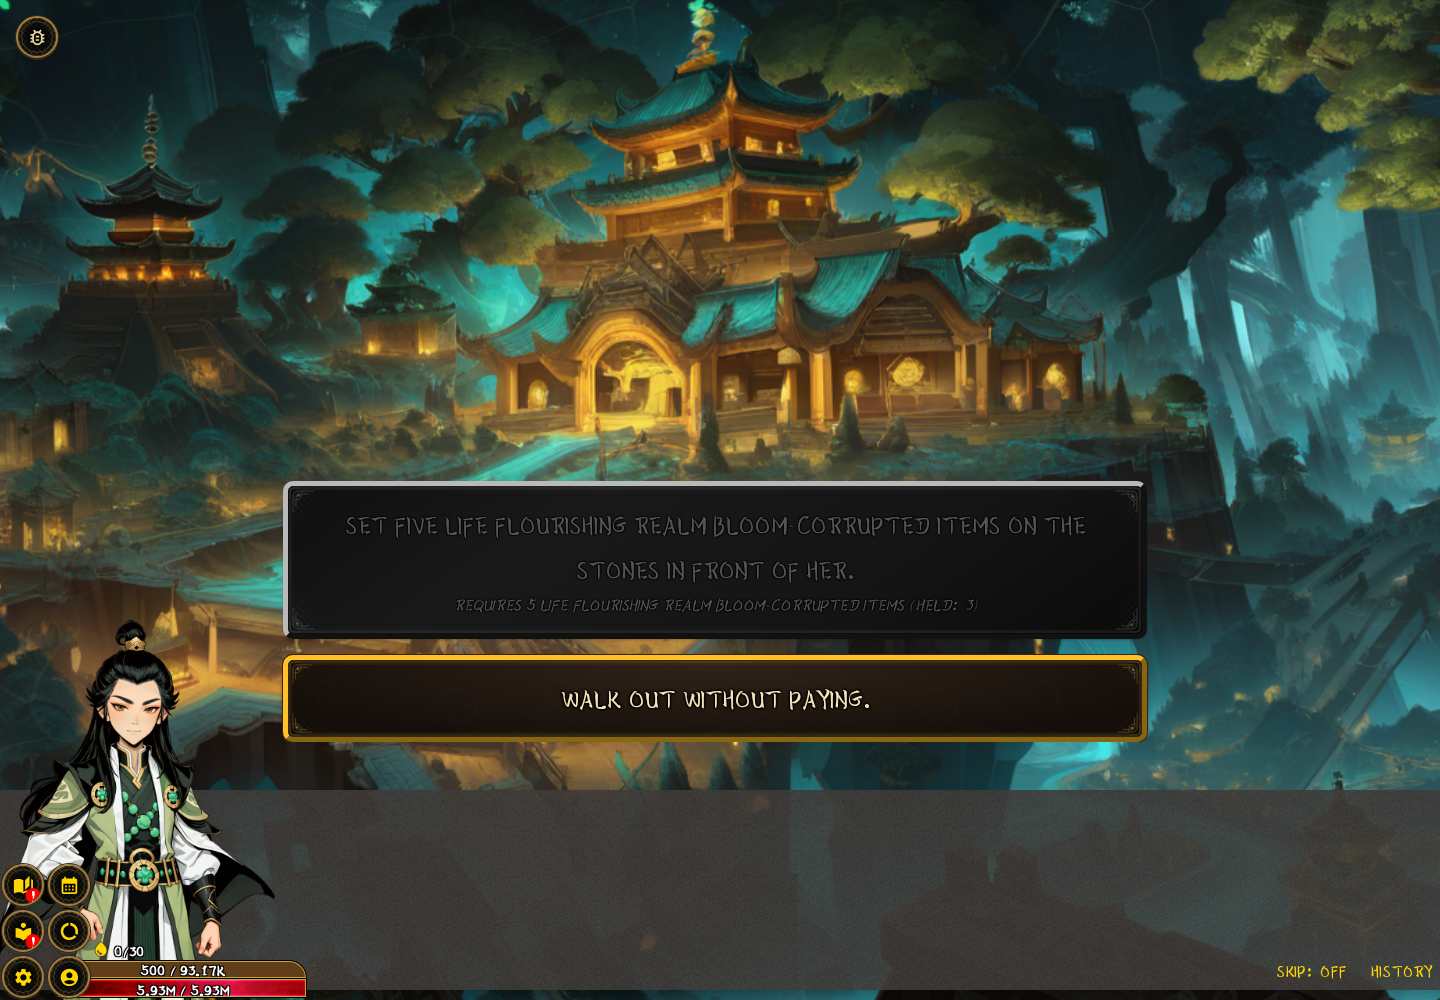 SET FIVE LIFE FLOURISHING REALM BLOOM-CORRUPTED ITEMS ON THE
STONES IN FRONT OF HER.
REQUIRES 5 LIFE FLOURISHING REALM BLOOM-CORRUPTED ITEMS (HELD: 3)
WALK OUT WITHOUT PAYING.
0/30
500 / 93.17K
5.93M / 5.93M
SKIP: OFF HISTORY